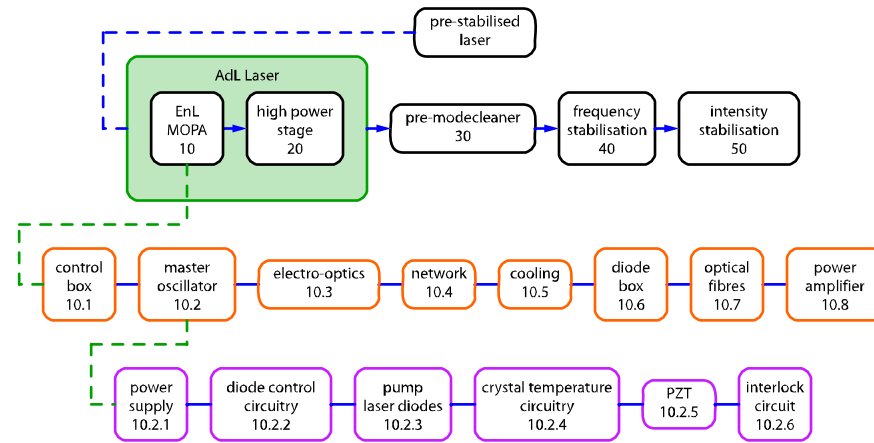 pre-stabilised
laser
AdL Laser
EnL
MOPA
10
high power
stage
20
pre-modecleaner
30
frequency
stabilisation
40
intensity
stabilisation
50
control
box
10.1
master
oscillator
10.2
electro-optics
10.3
network
10.4
cooling
10.5
diode
box
10.6
optical
fibres
10.7
power
amplifier
10.8
power
supply
10.2.1
diode control
circuitry
10.2.2
pump
laser diodes
10.2.3
crystal temperature
circuitry
10.2.4
PZT
10.2.5
interlock
circuit
10.2.6